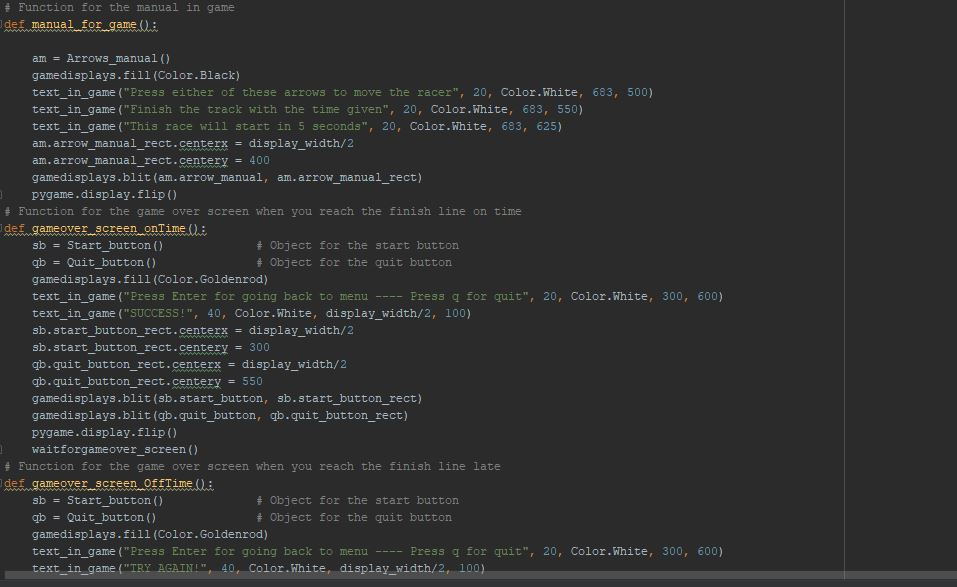 # Function for the manual in game
def manual_for_game():
am = Arrows_manual()
gamedisplays.fill(Color.Black)
text_in_game("Press either of these arrows to move the racer", 20, Color.White, 683, 500)
text_in_game("Finish the track with the time given", 20, Color.White, 683, 550)
text_in_game("This race will start in 5 seconds", 20, Color.White, 683, 625)
am.arrow_manual_rect.centerx = display_width/2
am.arrow_manual_rect.centery = 400
gamedisplays.blit(am.arrow_manual, am.arrow_manual_rect)
pygame.display.flip()
# Function for the game over screen when you reach the finish line on time
def gameover_screen_onTime():
sb = Start_button() # Object for the start button
qb = Quit_button() # Object for the quit button
gamedisplays.fill(Color.Goldenrod)
text_in_game("Press Enter for going back to menu ---- Press q for quit", 20, Color.White, 300, 600)
text_in_game("SUCCESS!", 40, Color.White, display_width/2, 100)
sb.start_button_rect.centerx = display_width/2
sb.start_button_rect.centery = 300
qb.quit_button_rect.centerx = display_width/2
qb.quit_button_rect.centery = 550
gamedisplays.blit(sb.start_button, sb.start_button_rect)
gamedisplays.blit(qb.quit_button, qb.quit_button_rect)
pygame.display.flip()
waitforgameover_screen()
# Function for the game over screen when you reach the finish line late
def gameover_screen_OffTime():
sb = Start_button() # Object for the start button
qb = Quit_button() # Object for the quit button
gamedisplays.fill(Color.Goldenrod)
text_in_game("Press Enter for going back to menu ---- Press q for quit", 20, Color.White, 300, 600)
text_in_game("TRY AGAIN!", 40, Color.White, display_width/2, 100)